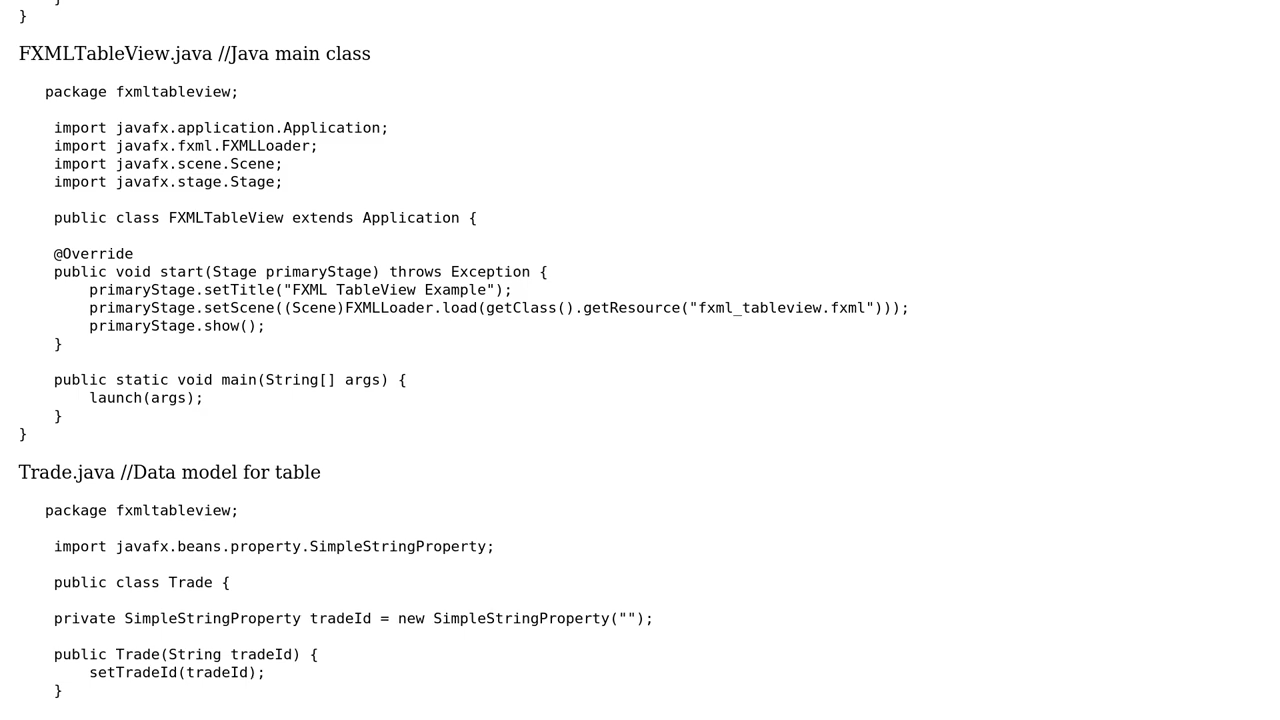 }
FXMLTableView.java //Java main class
package fxmltableview;
import javafx.application.Application;
import javafx.fxml.FXMLLoader;
import javafx.scene.Scene;
import javafx.stage.Stage;
public class FXMLTableView extends Application {
@Override
public void start(Stage primaryStage) throws Exception {
primaryStage.setTitle("FXML TableView Example");
primaryStage.setScene((Scene)FXMLLoader.load(getClass().getResource("fxml_tableview.fxml")));
primaryStage.show();
}
public static void main(String[] args) {
launch(args);
}
}
Trade.java //Data model for table
package fxmltableview;
import javafx.beans.property.SimpleStringProperty;
public class Trade {
private SimpleStringProperty tradeId = new SimpleStringProperty("");
public Trade(String tradeId) {
setTradeId(tradeId);
}